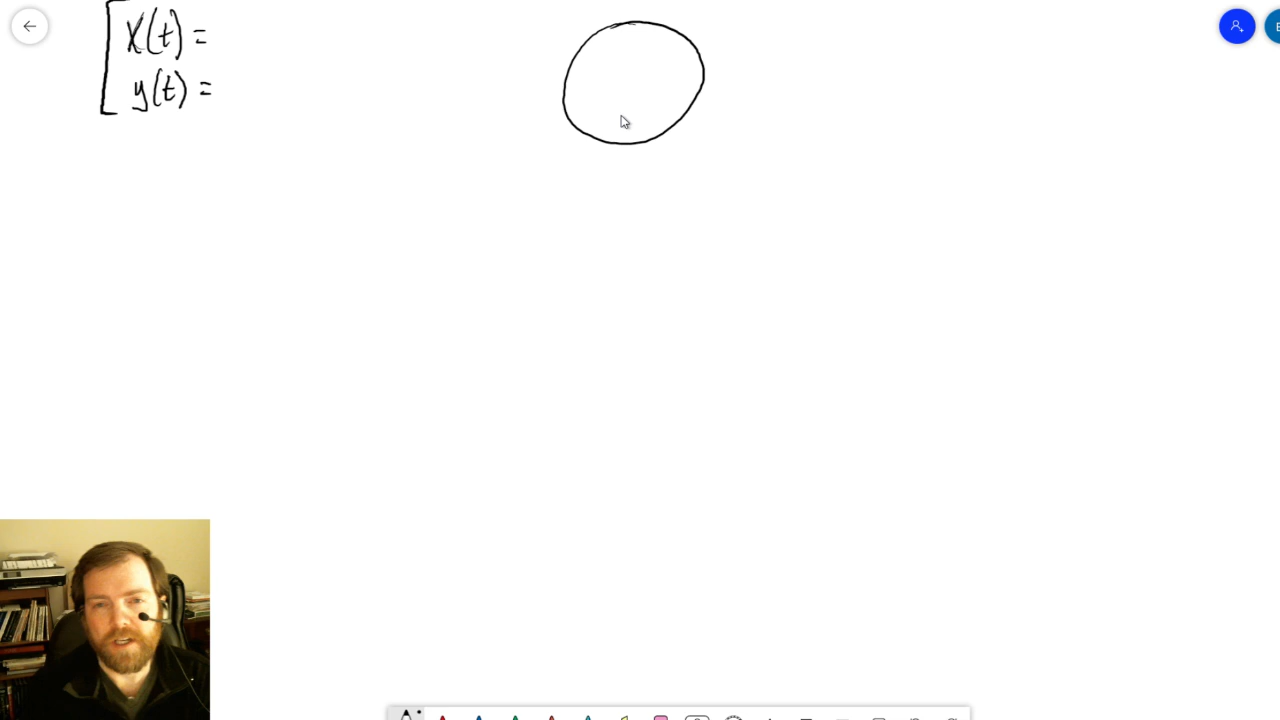 x(t) =
y(t) =